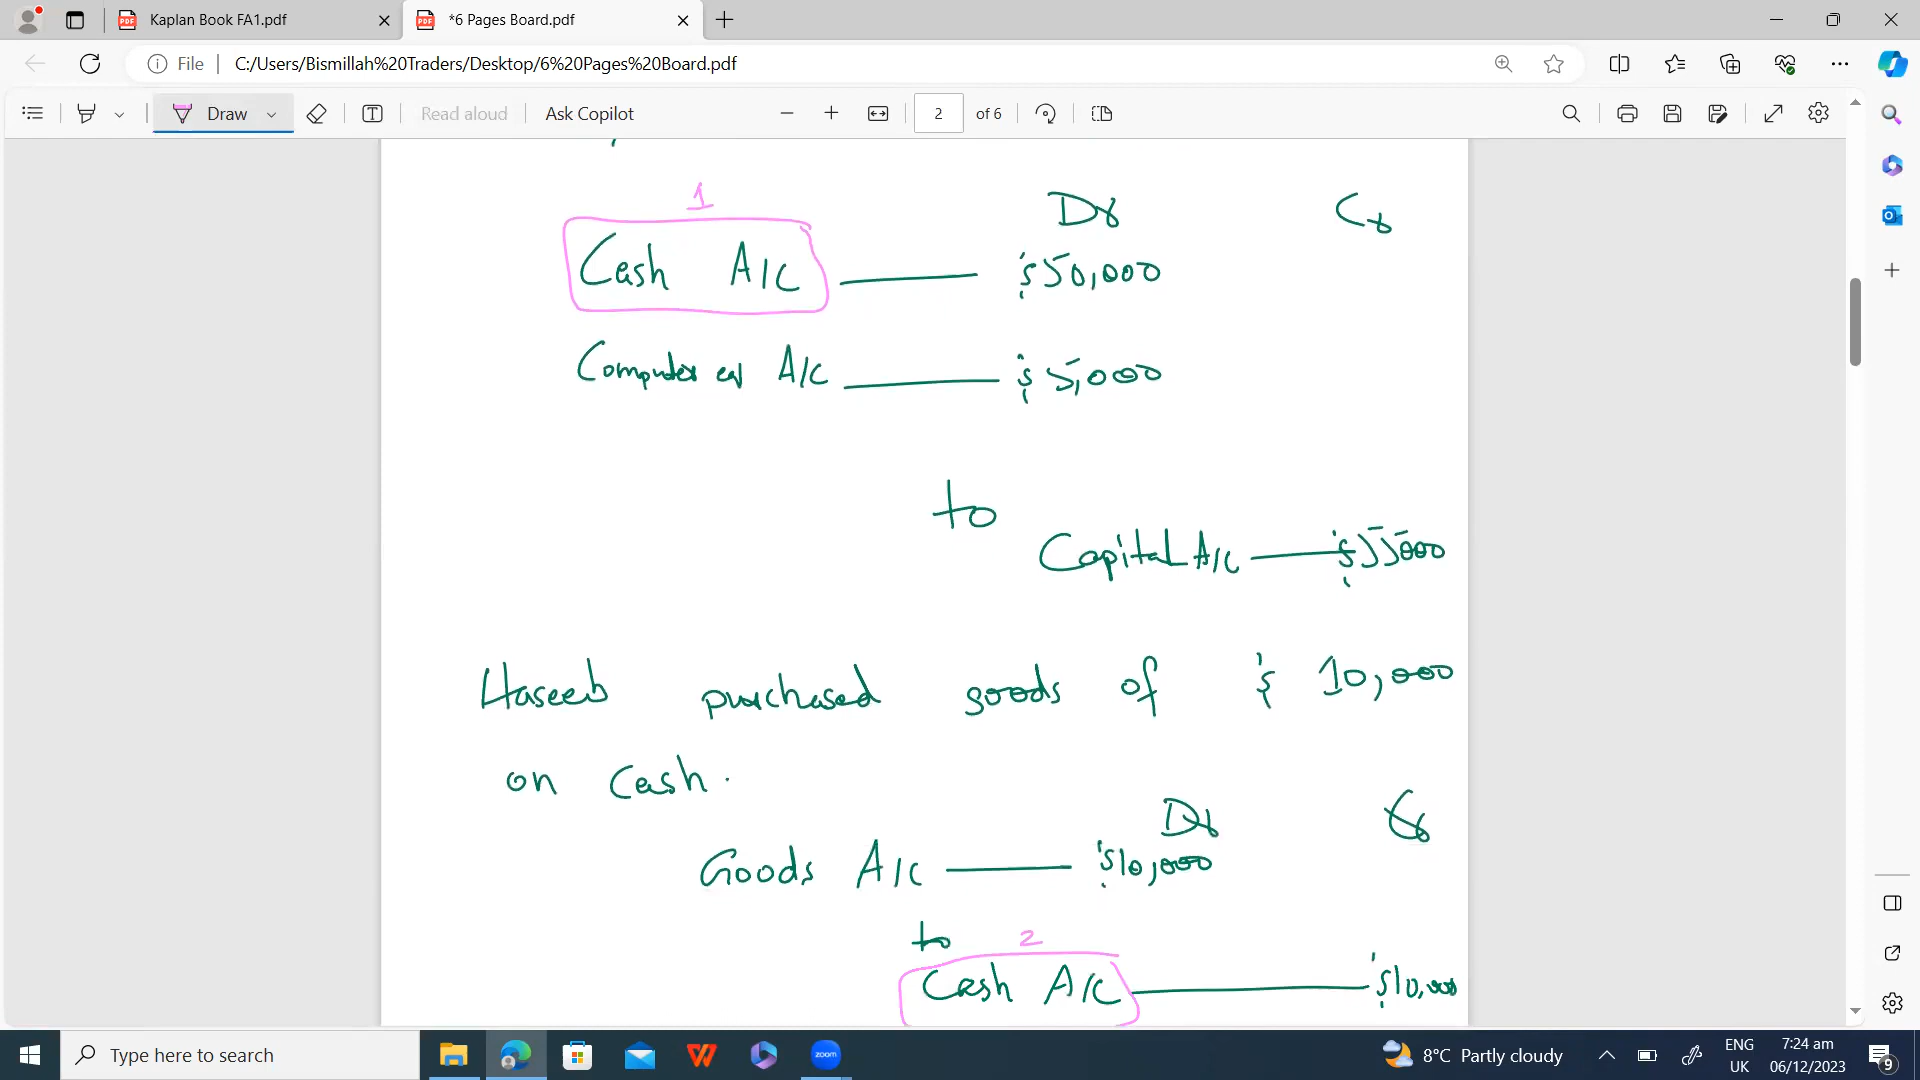 Kaplan Book FA1.pdf
*6 Pages Board.pdf
File
C:/Users/Bismillah%20Traders/Desktop/6%20Pages%20Board.pdf
Draw
Read aloud
Ask Copilot
2 of 6
1
Dr Cr
Cash A/C $50,000
Computer A/C $5,000
to
Capital A/C $55000
Haseeb purchased goods of $ 10,000
on Cash.
Dr Cr
Goods A/C $10,000
to 2
Cash A/C $10,000
Type here to search
zoom
8°C Partly cloudy
ENG
UK
7:24 am
06/12/2023
9